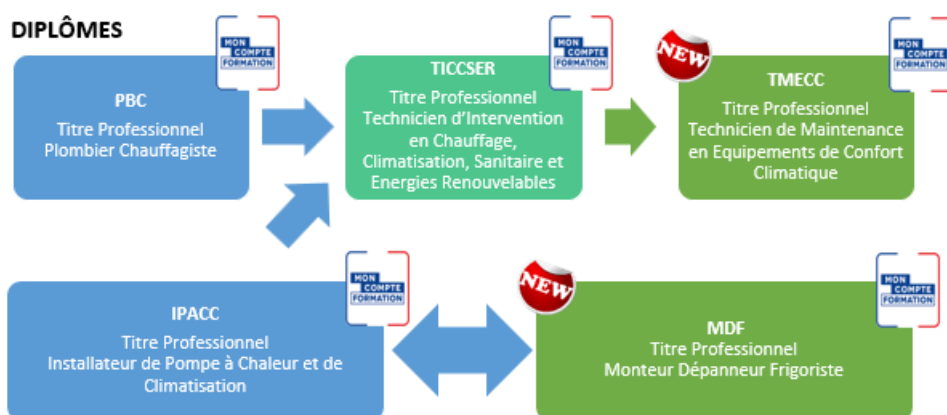 DIPLÔMES
MON
COMPTE
FORMATION
PBC
Titre Professionnel
Plombier Chauffagiste
MON
COMPTE
FORMATION
TICCSER
Titre Professionnel
Technicien d'Intervention
en Chauffage,
Climatisation, Sanitaire et
Energies Renouvelables
NEW
MON
COMPTE
FORMATION
TMECC
Titre Professionnel
Technicien de Maintenance
en Equipements de Confort
Climatique
MON
COMPTE
FORMATION
IPACC
Titre Professionnel
Installateur de Pompe à Chaleur et de
Climatisation
NEW
MON
COMPTE
FORMATION
MDF
Titre Professionnel
Monteur Dépanneur Frigoriste